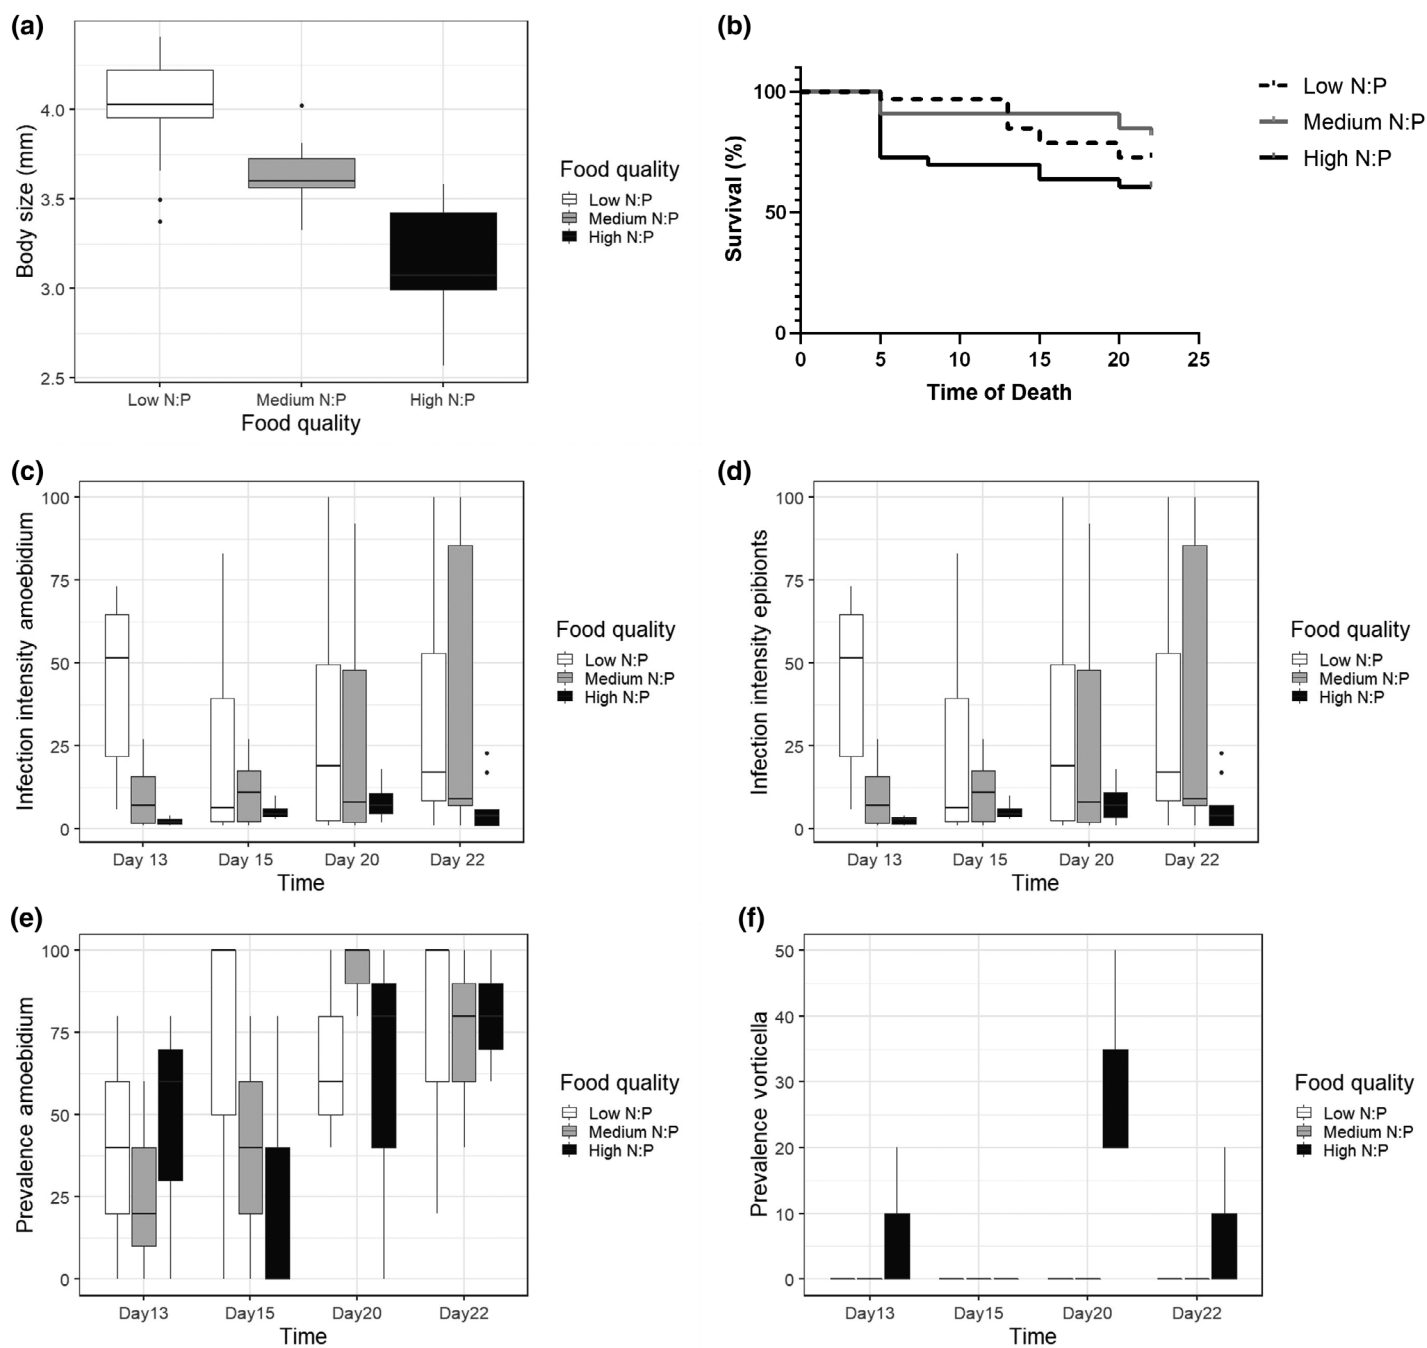 (a)
Body size (mm)
4.0
3.5
3.0
2.5
Low N:P
Medium N:P
High N:P
Food quality
Food quality
Low N:P
Medium N:P
High N:P
(b)
Survival (%)
100
50
0
0
5
10
15
20
25
Time of Death
Low N:P
Medium N:P
High N:P
(c)
Infection intensity amoebidium
100
75
50
25
0
Day 13
Day 15
Day 20
Day 22
Time
Food quality
Low N:P
Medium N:P
High N:P
(d)
Infection intensity epibionts
100
75
50
25
0
Day 13
Day 15
Day 20
Day 22
Time
Food quality
Low N:P
Medium N:P
High N:P
(e)
Prevalence amoebidium
100
75
50
25
0
Day13
Day15
Day20
Day22
Time
Food quality
Low N:P
Medium N:P
High N:P
(f)
Prevalence vorticella
50
40
30
20
10
0
Day13
Day15
Day20
Day22
Time
Food quality
Low N:P
Medium N:P
High N:P